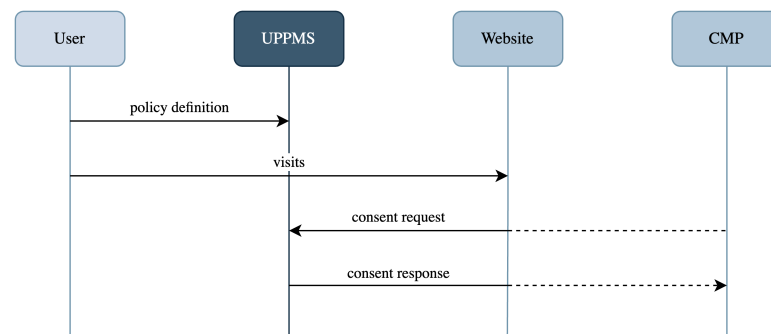 User
UPPMS
Website
CMP
policy definition
visits
consent request
consent response